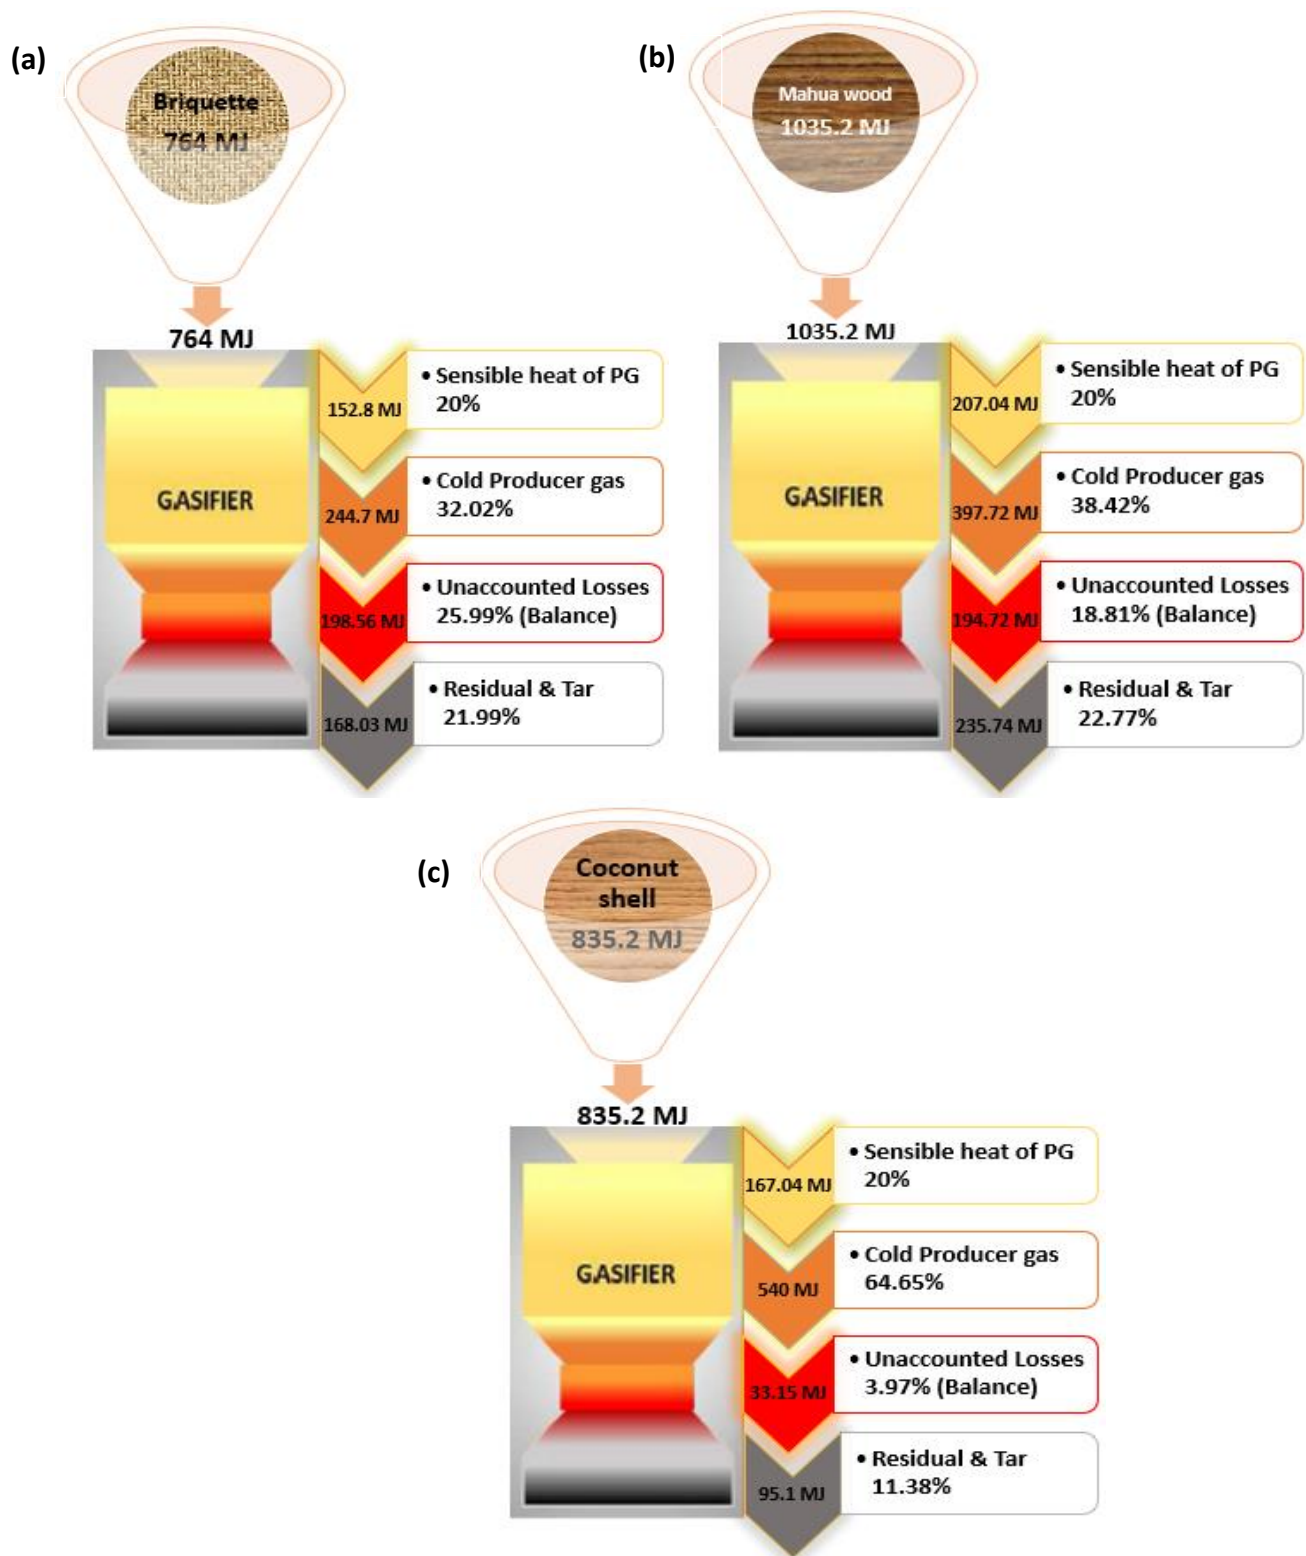 (a)
Briquette
764 MJ
764 MJ
GASIFIER
152.8 MJ
• Sensible heat of PG
20%
244.7 MJ
• Cold Producer gas
32.02%
198.56 MJ
• Unaccounted Losses
25.99% (Balance)
168.03 MJ
• Residual & Tar
21.99%
(b)
Mahua wood
1035.2 MJ
1035.2 MJ
GASIFIER
207.04 MJ
• Sensible heat of PG
20%
397.72 MJ
• Cold Producer gas
38.42%
194.72 MJ
• Unaccounted Losses
18.81% (Balance)
235.74 MJ
• Residual & Tar
22.77%
(c)
Coconut
shell
835.2 MJ
835.2 MJ
GASIFIER
167.04 MJ
• Sensible heat of PG
20%
540 MJ
• Cold Producer gas
64.65%
33.15 MJ
• Unaccounted Losses
3.97% (Balance)
95.1 MJ
• Residual & Tar
11.38%